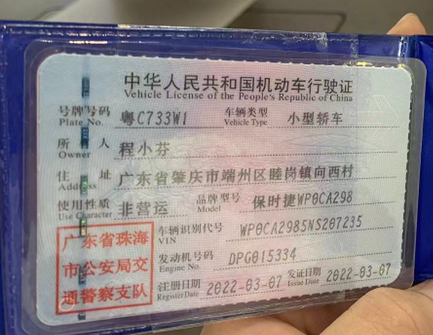 中华人民共和国机动车行驶证
Vehicle License of the People's Republic of China
号牌号码 粤C733W1 车辆类型 小型轿车
Plate No. Vehicle Type
所有人 程小芬
Owner
住址 广东省肇庆市端州区睦岗镇向西村
Address
使用性质 非营运 品牌型号 保时捷WP0CA298
Use Character Model
车辆识别代号 WP0CA2985NS207235
VIN
发动机号码 DPG015334
Engine No.
注册日期 2022-03-07 发证日期 2022-03-07
Register Date Issue Date
广东省珠海
市公安局交
通警察支队